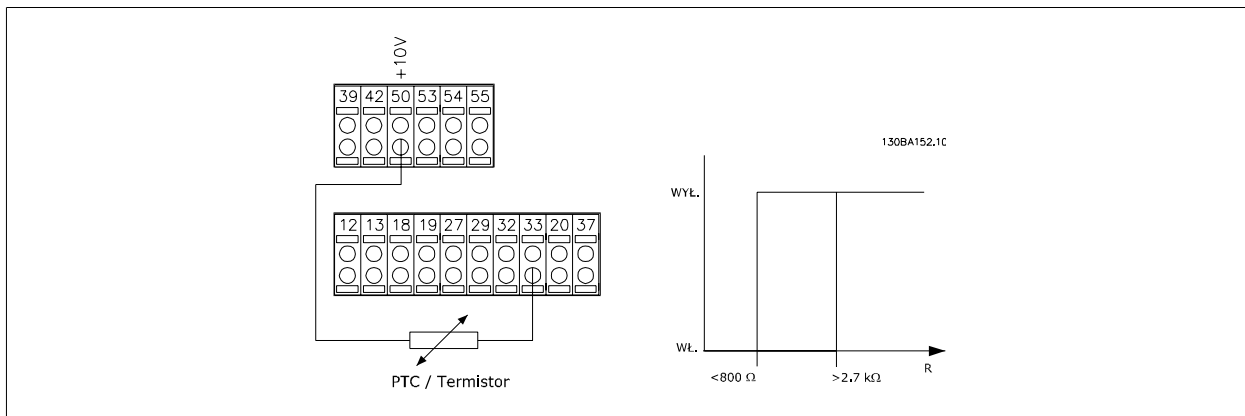 +10V
39 42 50 53 54 55
12 13 18 19 27 29 32 33 20 37
PTC / Termistor
130BA152.10
WYŁ.
WŁ.
<800 Ω
>2.7 kΩ
R